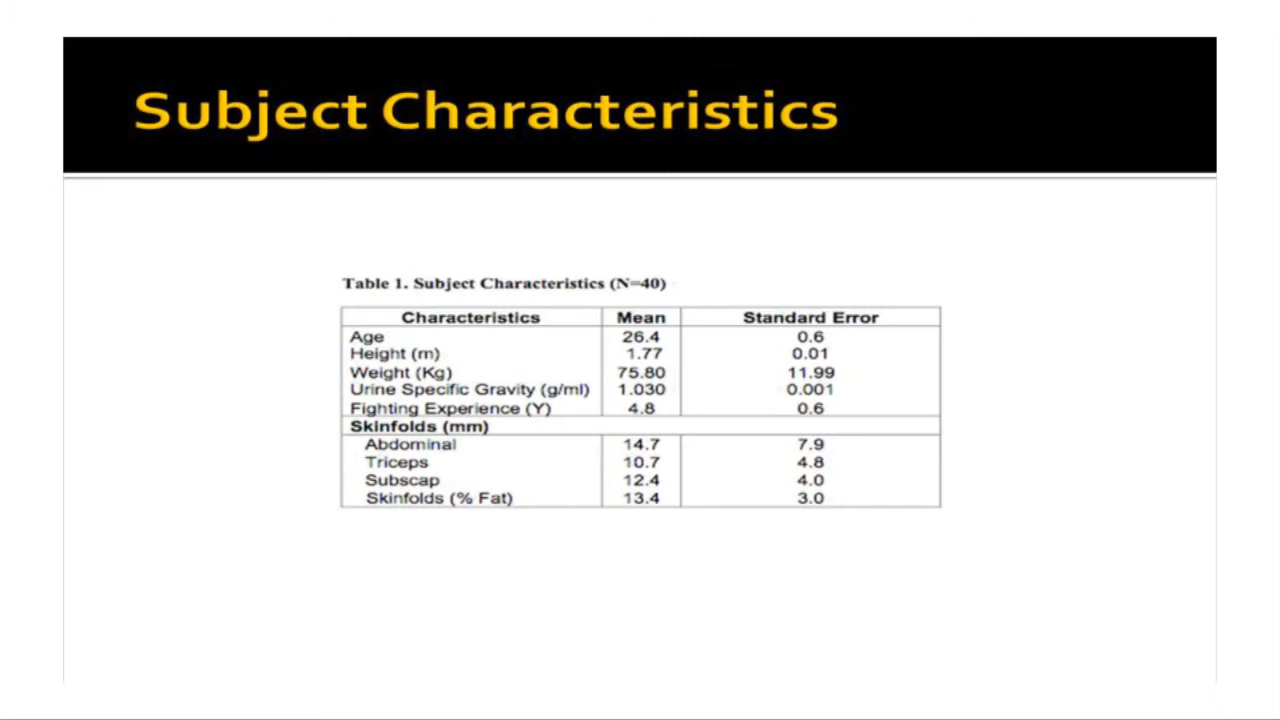 Subject Characteristics
Table 1. Subject Characteristics (N=40)
Characteristics Mean Standard Error
Age 26.4 0.6
Height (m) 1.77 0.01
Weight (Kg) 75.80 11.99
Urine Specific Gravity (g/ml) 1.030 0.001
Fighting Experience (Y) 4.8 0.6
Skinfolds (mm)
Abdominal 14.7 7.9
Triceps 10.7 4.8
Subscap 12.4 4.0
Skinfolds (% Fat) 13.4 3.0